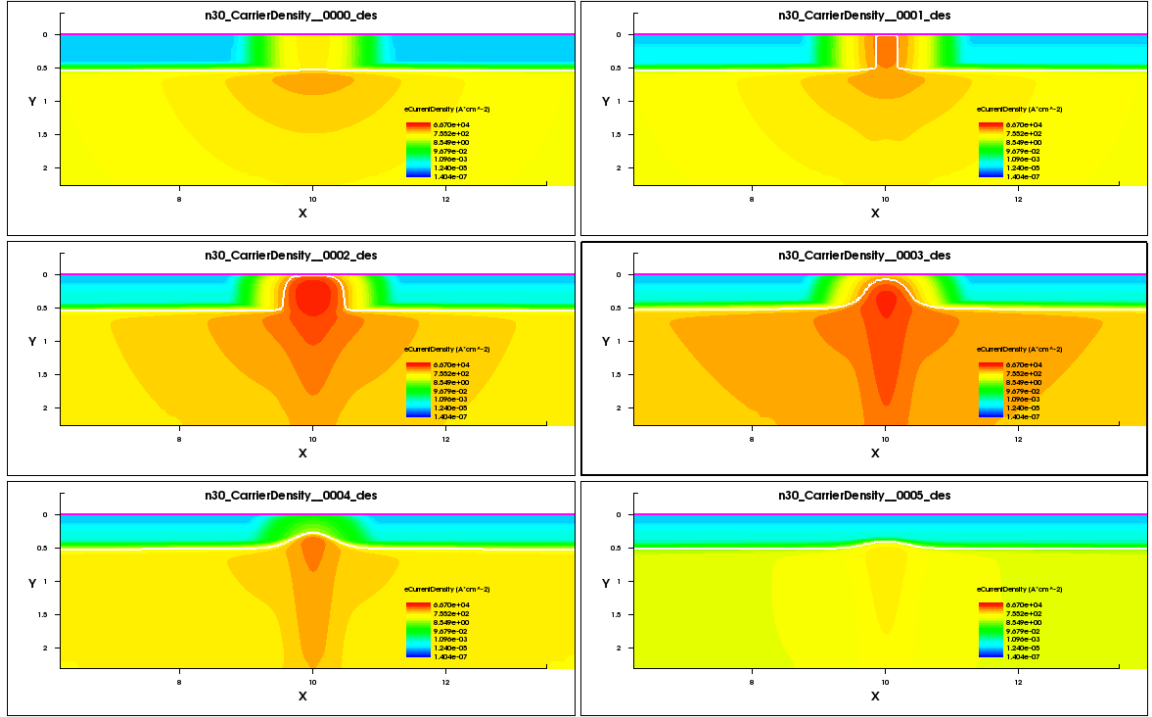 n30_CarrierDensity__0000_des
0
0.5
Y
1
1.5
2
eCurrentDensity (A*cm^-2)
6.670e+04
7.552e+02
8.549e+00
9.679e-02
1.096e-03
1.240e-05
1.404e-07
8
10
12
X
n30_CarrierDensity__0001_des
0
0.5
Y
1
1.5
2
eCurrentDensity (A*cm^-2)
6.670e+04
7.552e+02
8.549e+00
9.679e-02
1.096e-03
1.240e-05
1.404e-07
8
10
12
X
n30_CarrierDensity__0002_des
0
0.5
Y
1
1.5
2
eCurrentDensity (A*cm^-2)
6.670e+04
7.552e+02
8.549e+00
9.679e-02
1.096e-03
1.240e-05
1.404e-07
8
10
12
X
n30_CarrierDensity__0003_des
0
0.5
Y
1
1.5
2
eCurrentDensity (A*cm^-2)
6.670e+04
7.552e+02
8.549e+00
9.679e-02
1.096e-03
1.240e-05
1.404e-07
8
10
12
X
n30_CarrierDensity__0004_des
0
0.5
Y
1
1.5
2
eCurrentDensity (A*cm^-2)
6.670e+04
7.552e+02
8.549e+00
9.679e-02
1.096e-03
1.240e-05
1.404e-07
8
10
12
X
n30_CarrierDensity__0005_des
0
0.5
Y
1
1.5
2
eCurrentDensity (A*cm^-2)
6.670e+04
7.552e+02
8.549e+00
9.679e-02
1.096e-03
1.240e-05
1.404e-07
8
10
12
X